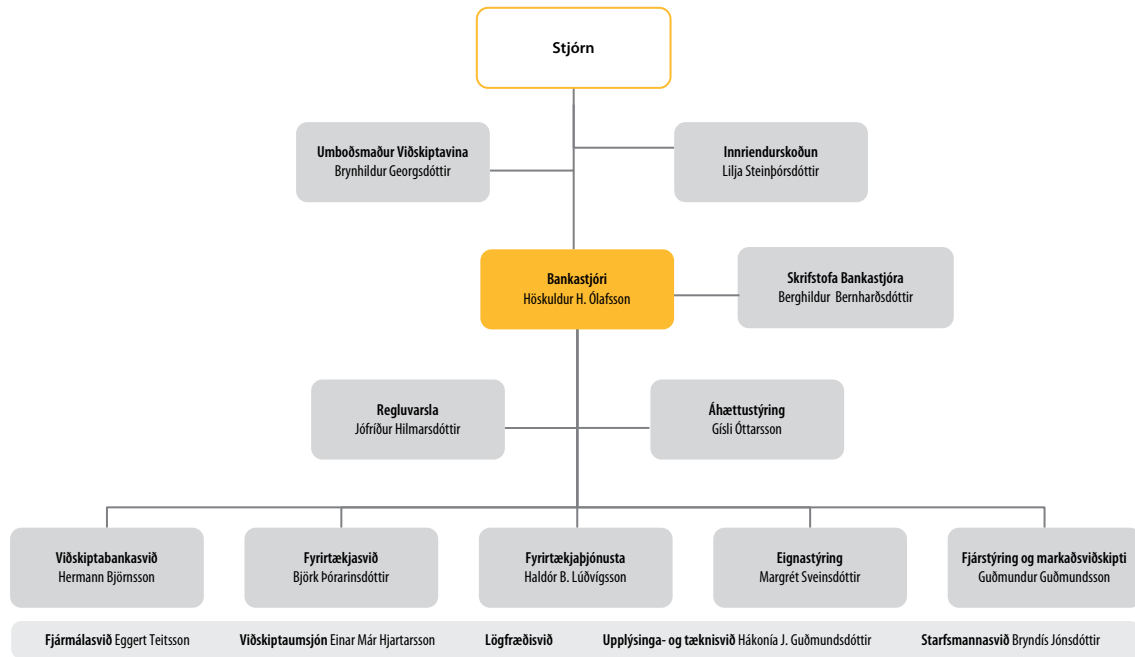 Stjórn
Umboðsmaður Viðskiptavina
Brynhildur Georgsdóttir
Innriendurskoðun
Lilja Steinþórsdóttir
Bankastjóri
Höskuldur H. Ólafsson
Skrifstofa Bankastjóra
Berghildur Bernharðsdóttir
Regluvarsla
Jófríður Hilmarsdóttir
Áhættustýring
Gísli Óttarsson
Viðskiptabankasvið
Hermann Björnsson
Fyrirtækjasvið
Björk Þórarinsdóttir
Fyrirtækjaþjónusta
Haldór B. Lúðvígsson
Eignastýring
Margrét Sveinsdóttir
Fjárstýring og markaðsviðskipti
Guðmundur Guðmundsson
Fjármálasvið Eggert Teitsson
Viðskiptaumsjón Einar Már Hjartarsson
Lögfræðisvið
Upplýsinga- og tæknisvið Hákonía J. Guðmundsdóttir
Starfsmannasvið Bryndís Jónsdóttir